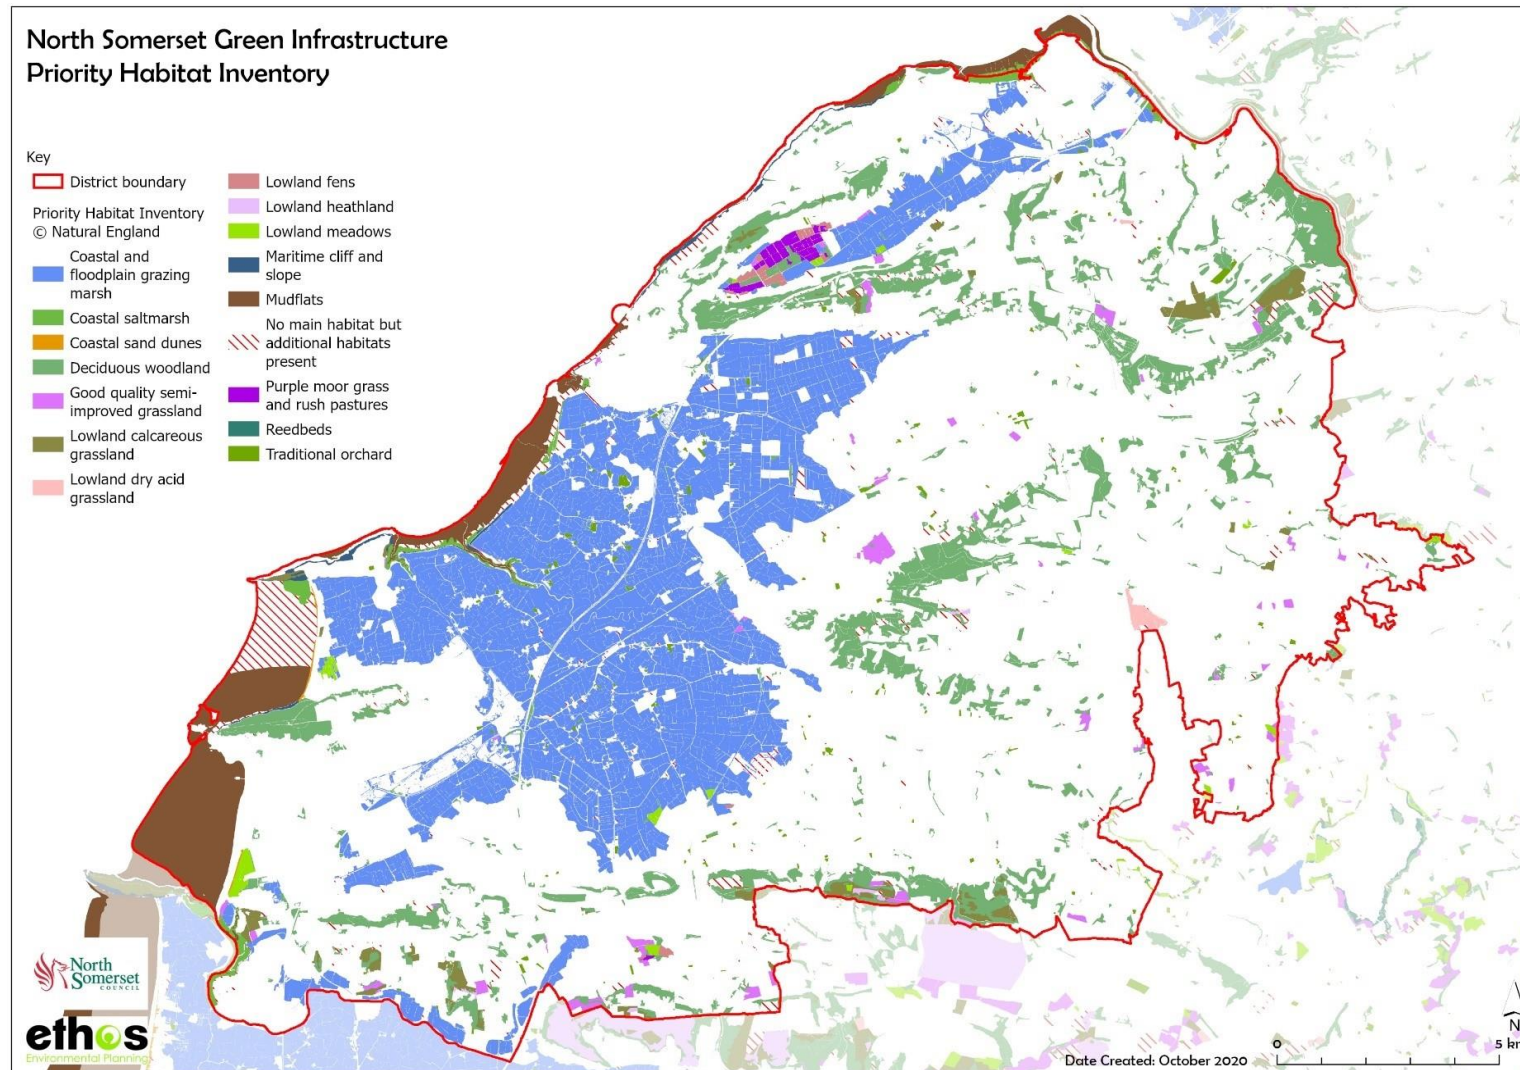 North Somerset Green Infrastructure
Priority Habitat Inventory
Key
District boundary
Priority Habitat Inventory
© Natural England
Coastal and
floodplain grazing
marsh
Coastal saltmarsh
Coastal sand dunes
Deciduous woodland
Good quality semi-
improved grassland
Lowland calcareous
grassland
Lowland dry acid
grassland
Lowland fens
Lowland heathland
Lowland meadows
Maritime cliff and
slope
Mudflats
No main habitat but
additional habitats
present
Purple moor grass
and rush pastures
Reedbeds
Traditional orchard
North
Somerset
COUNCIL
ethos
Environmental Planning
Date Created: October 2020
N
0
5 km